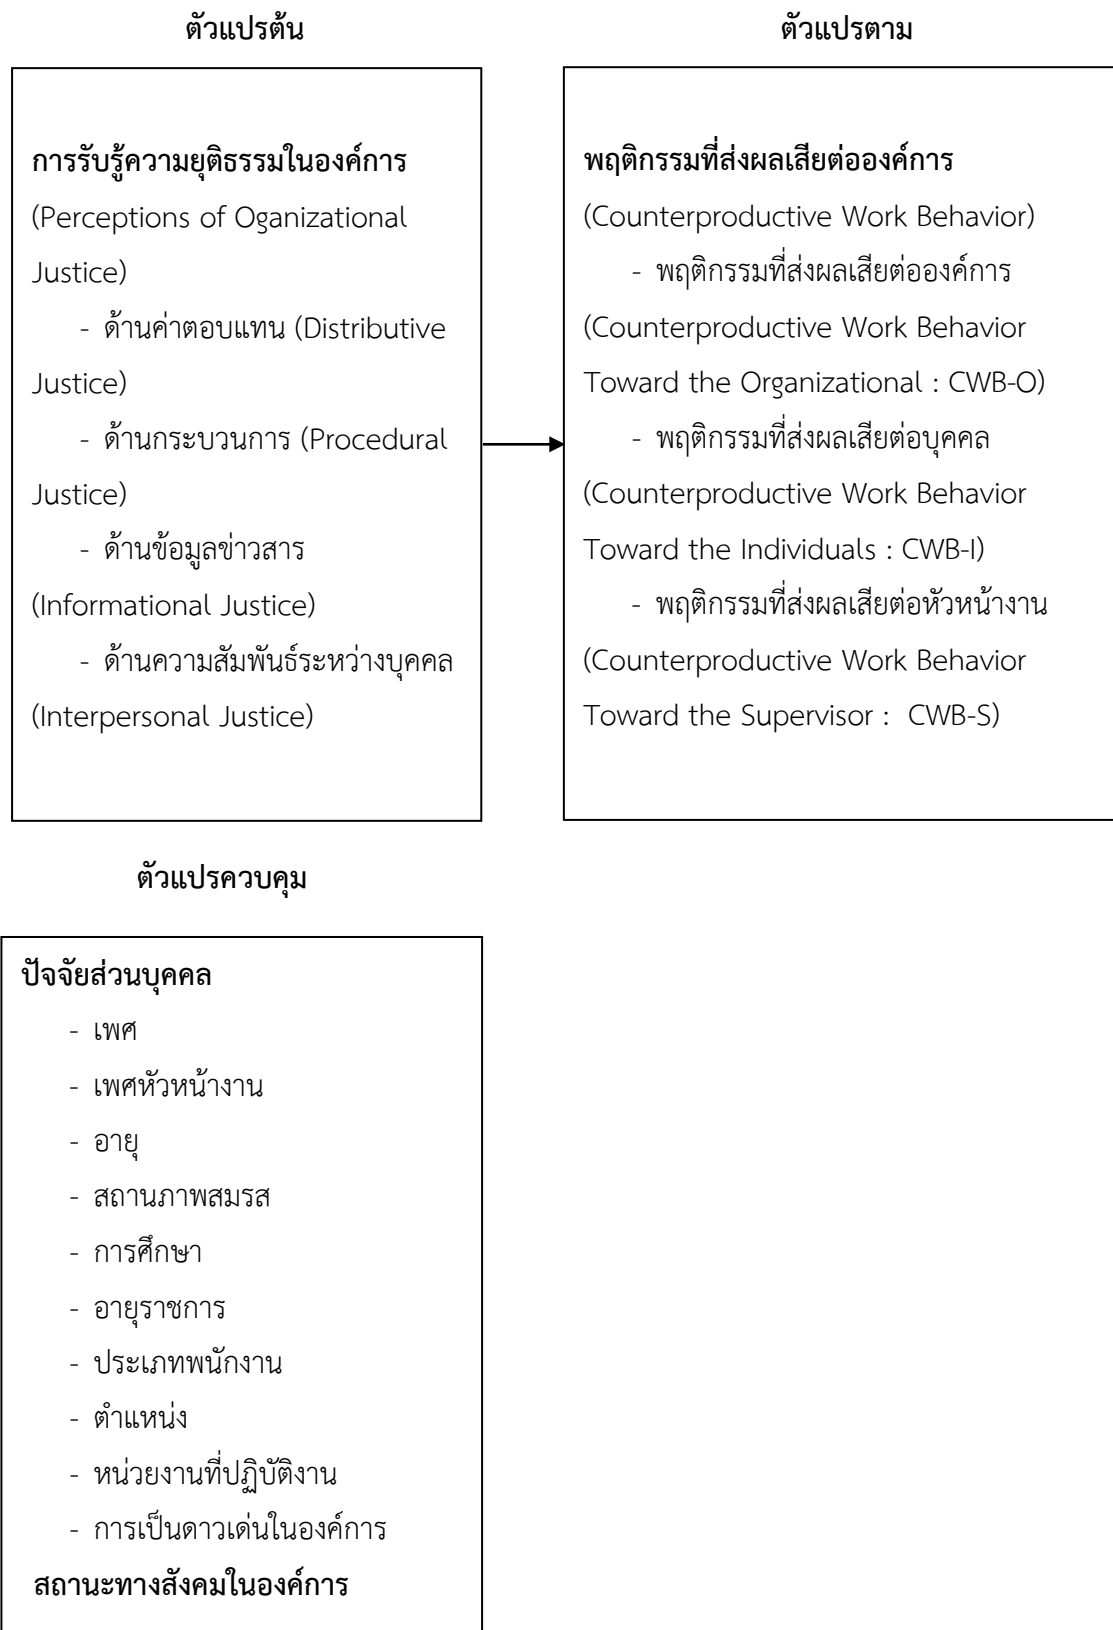 ตัวแปรต้น
ตัวแปรตาม
การรับรู้ความยุติธรรมในองค์การ
(Perceptions of Oganizational
Justice)
- ด้านค่าตอบแทน (Distributive
Justice)
- ด้านกระบวนการ (Procedural
Justice)
- ด้านข้อมูลข่าวสาร
(Informational Justice)
- ด้านความสัมพันธ์ระหว่างบุคคล
(Interpersonal Justice)
พฤติกรรมที่ส่งผลเสียต่อองค์การ
(Counterproductive Work Behavior)
- พฤติกรรมที่ส่งผลเสียต่อองค์การ
(Counterproductive Work Behavior
Toward the Organizational : CWB-O)
- พฤติกรรมที่ส่งผลเสียต่อบุคคล
(Counterproductive Work Behavior
Toward the Individuals : CWB-I)
- พฤติกรรมที่ส่งผลเสียต่อหัวหน้างาน
(Counterproductive Work Behavior
Toward the Supervisor : CWB-S)
ตัวแปรควบคุม
ปัจจัยส่วนบุคคล
- เพศ
- เพศหัวหน้างาน
- อายุ
- สถานภาพสมรส
- การศึกษา
- อายุราชการ
- ประเภทพนักงาน
- ตำแหน่ง
- หน่วยงานที่ปฏิบัติงาน
- การเป็นดาวเด่นในองค์การ
สถานะทางสังคมในองค์การ